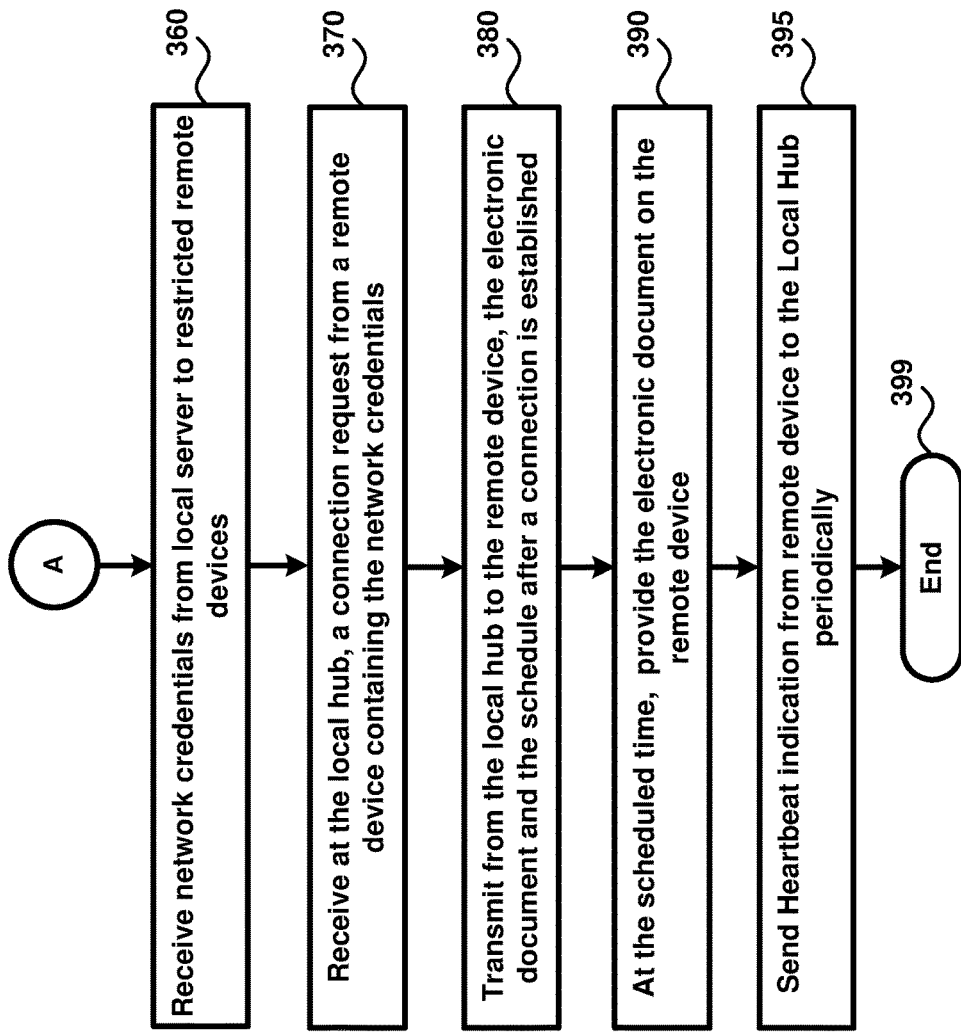 A
Receive network credentials from local server to restricted remote
devices
360
Receive at the local hub, a connection request from a remote
device containing the network credentials
370
Transmit from the local hub to the remote device, the electronic
document and the schedule after a connection is established
380
At the scheduled time, provide the electronic document on the
remote device
390
Send Heartbeat indication from remote device to the Local Hub
periodically
395
End
399